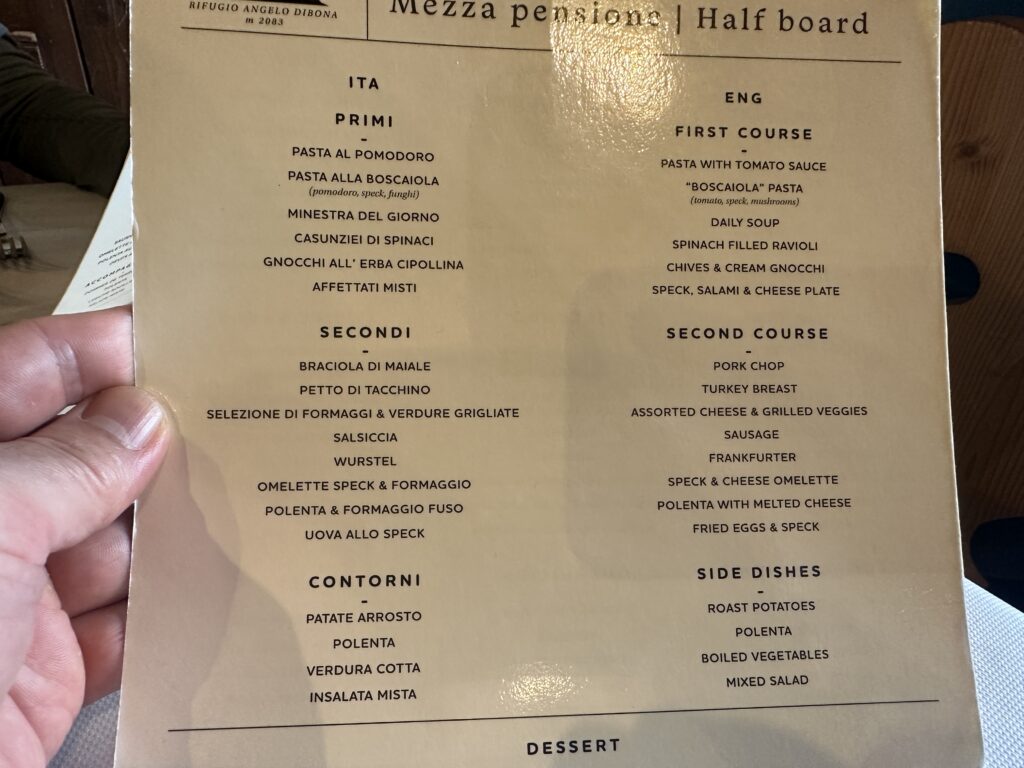 RIFUGIO ANGELO DIBONA
m 2083
Mezza pensione | Half board
ITA
PRIMI
PASTA AL POMODORO
PASTA ALLA BOSCAIOLA
(pomodoro, speck, funghi)
MINESTRA DEL GIORNO
CASUNZIEI DI SPINACI
GNOCCHI ALL' ERBA CIPOLLINA
AFFETTATI MISTI
SECONDI
BRACIOLA DI MAIALE
PETTO DI TACCHINO
SELEZIONE DI FORMAGGI & VERDURE GRIGLIATE
SALSICCIA
WURSTEL
OMELETTE SPECK & FORMAGGIO
POLENTA & FORMAGGIO FUSO
UOVA ALLO SPECK
CONTORNI
PATATE ARROSTO
POLENTA
VERDURA COTTA
INSALATA MISTA
ENG
FIRST COURSE
PASTA WITH TOMATO SAUCE
"BOSCAIOLA" PASTA
(tomato, speck, mushrooms)
DAILY SOUP
SPINACH FILLED RAVIOLI
CHIVES & CREAM GNOCCHI
SPECK, SALAMI & CHEESE PLATE
SECOND COURSE
PORK CHOP
TURKEY BREAST
ASSORTED CHEESE & GRILLED VEGGIES
SAUSAGE
FRANKFURTER
SPECK & CHEESE OMELETTE
POLENTA WITH MELTED CHEESE
FRIED EGGS & SPECK
SIDE DISHES
ROAST POTATOES
POLENTA
BOILED VEGETABLES
MIXED SALAD
DESSERT